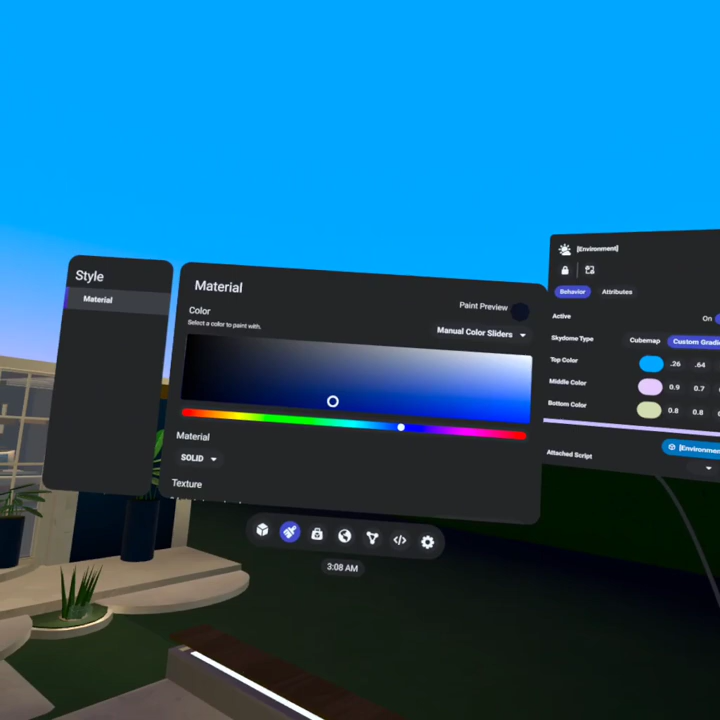 Style
Material
Material
Color
Select a color to paint with.
Paint Preview
Manual Color Sliders
Material
SOLID
Texture
3:08 AM
[Environment]
Behavior
Attributes
Active
On
Skydome Type
Cubemap
Custom Gradi
Top Color
.26
.64
Middle Color
0.9
0.7
Bottom Color
0.8
0.8
Attached Script
[Environmen